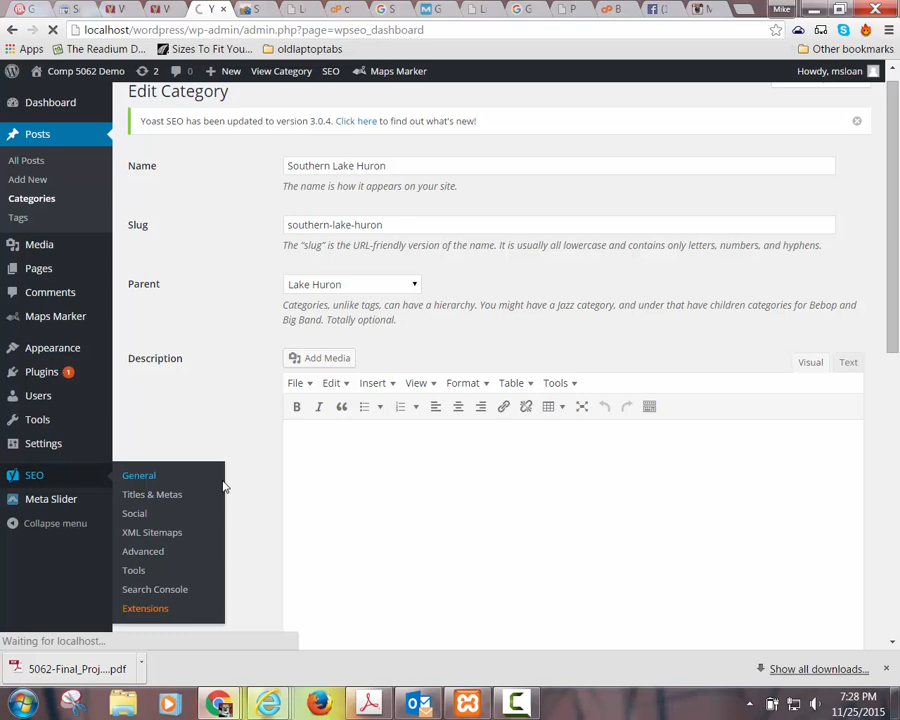 G
Se
V
V
Y ×
S
L
c
G S
M G
L
G
P
B
(
M
Mike
localhost/wordpress/wp-admin/admin.php?page=wpseo_dashboard
Apps
The Readium D...
Sizes To Fit You...
oldlaptoptabs
Other bookmarks
Comp 5062 Demo
2
0
New
View Category
SEO
Maps Marker
Howdy, msloan
Edit Category
Dashboard
Yoast SEO has been updated to version 3.0.4. Click here to find out what's new!
Posts
All Posts
Add New
Categories
Tags
Media
Pages
Comments
Maps Marker
Appearance
Plugins 1
Users
Tools
Settings
SEO
Meta Slider
Collapse menu
General
Titles & Metas
Social
XML Sitemaps
Advanced
Tools
Search Console
Extensions
Name
Southern Lake Huron
The name is how it appears on your site.
Slug
southern-lake-huron
The “slug” is the URL-friendly version of the name. It is usually all lowercase and contains only letters, numbers, and hyphens.
Parent
Lake Huron
Categories, unlike tags, can have a hierarchy. You might have a Jazz category, and under that have children categories for Bebop and
Big Band. Totally optional.
Description
Add Media
Visual
Text
File
Edit
Insert
View
Format
Table
Tools
Waiting for localhost...
5062-Final_Proj....pdf
Show all downloads...
7:28 PM
11/25/2015